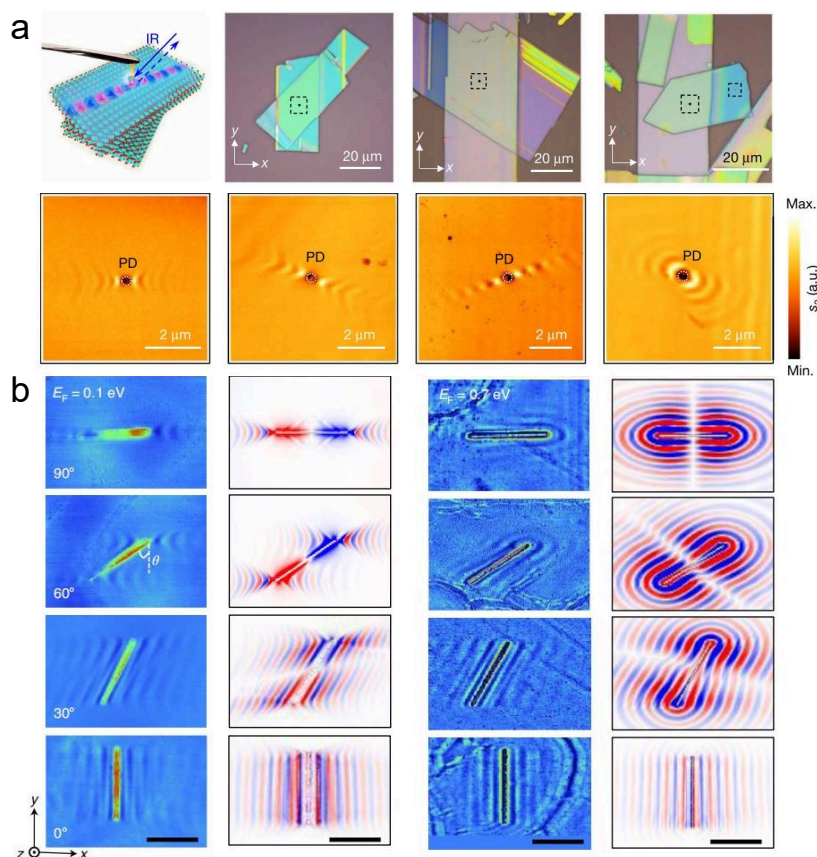 a
IR
y
x
20 μm
y
x
20 μm
y
x
20 μm
PD
2 μm
PD
2 μm
PD
2 μm
PD
2 μm
Max.
Min.
b
E_F = 0.1 eV
90°
E_F = 0.7 eV
60°
θ
30°
0°
y
z
x